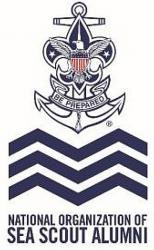 BE PREPARED
®
NATIONAL ORGANIZATION OF
SEA SCOUT ALUMNI